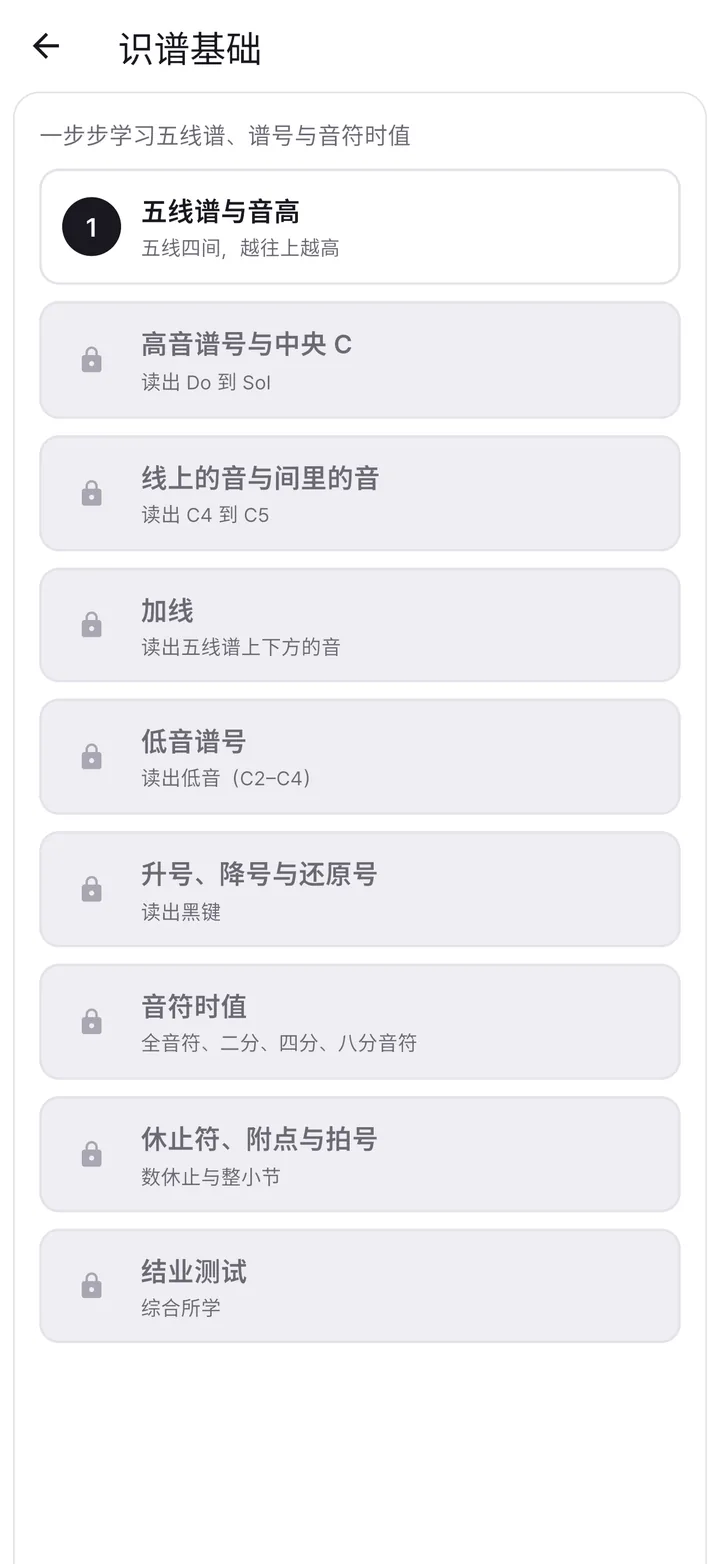 识谱基础
一步步学习五线谱、谱号与音符时值
1
五线谱与音高
五线四间，越往上越高
高音谱号与中央 C
读出 Do 到 Sol
线上的音与间里的音
读出 C4 到 C5
加线
读出五线谱上下方的音
低音谱号
读出低音（C2–C4）
升号、降号与还原号
读出黑键
音符时值
全音符、二分、四分、八分音符
休止符、附点与拍号
数休止与整小节
结业测试
综合所学